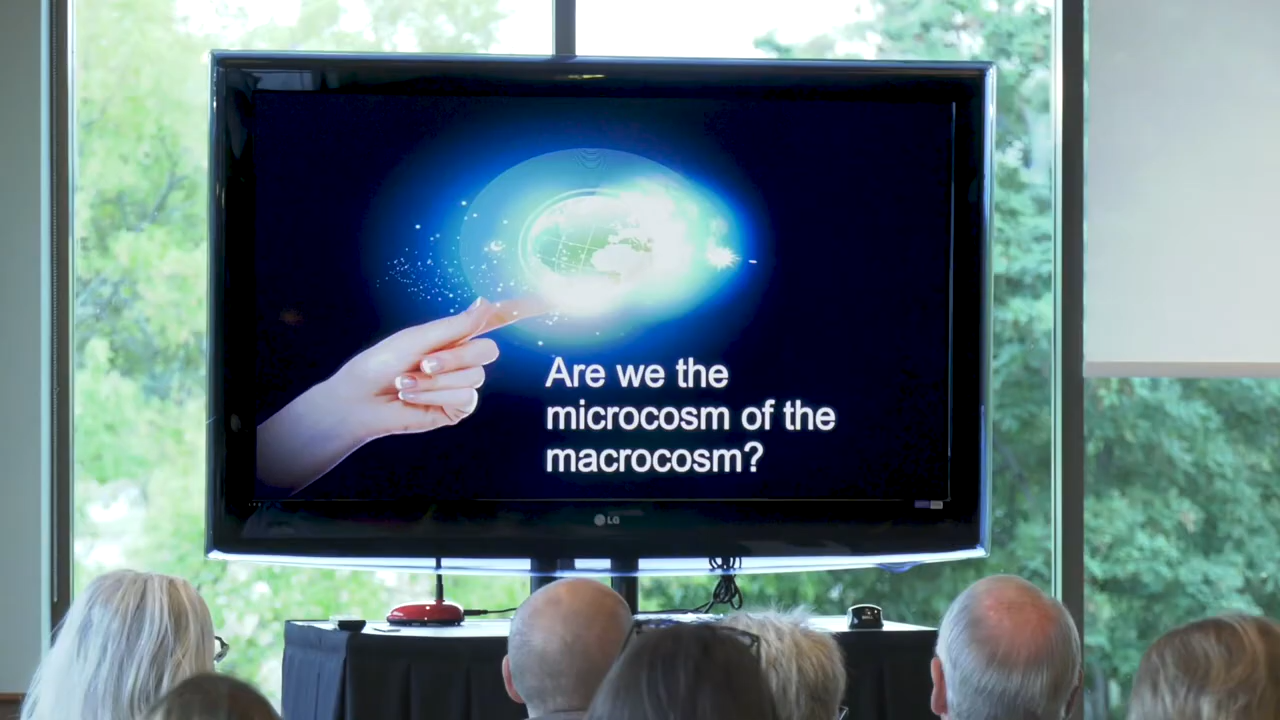 Are we the
microcosm of the
macrocosm?
LG